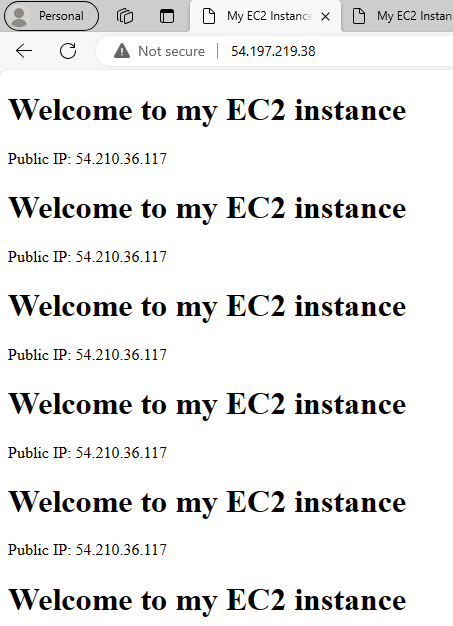 Personal
My EC2 Instance
My EC2 Instan
Not secure
54.197.219.38
Welcome to my EC2 instance
Public IP: 54.210.36.117
Welcome to my EC2 instance
Public IP: 54.210.36.117
Welcome to my EC2 instance
Public IP: 54.210.36.117
Welcome to my EC2 instance
Public IP: 54.210.36.117
Welcome to my EC2 instance
Public IP: 54.210.36.117
Welcome to my EC2 instance